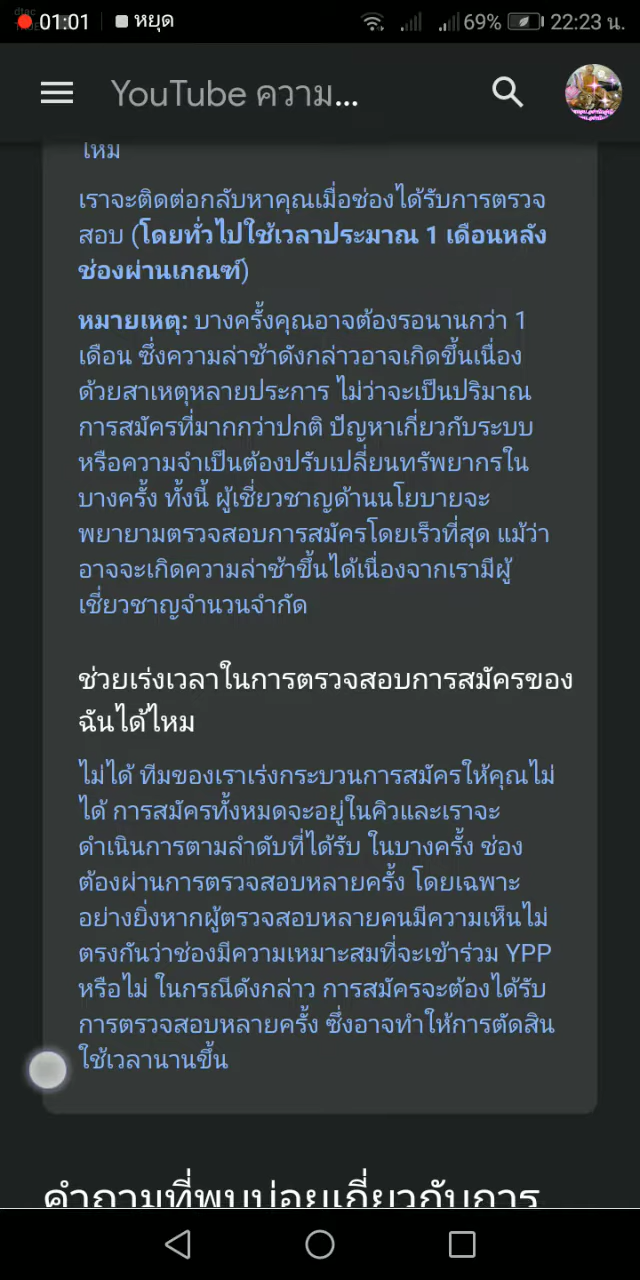 dtac
01:01
หยุด
69%
22:23 น.
YouTube ความ...
ไหม
เราจะติดต่อกลับหาคุณเมื่อช่องได้รับการตรวจ
สอบ (โดยทั่วไปใช้เวลาประมาณ 1 เดือนหลัง
ช่องผ่านเกณฑ์)
หมายเหตุ: บางครั้งคุณอาจต้องรอนานกว่า 1
เดือน ซึ่งความล่าช้าดังกล่าวอาจเกิดขึ้นเนื่อง
ด้วยสาเหตุหลายประการ ไม่ว่าจะเป็นปริมาณ
การสมัครที่มากกว่าปกติ ปัญหาเกี่ยวกับระบบ
หรือความจำเป็นต้องปรับเปลี่ยนทรัพยากรใน
บางครั้ง ทั้งนี้ ผู้เชี่ยวชาญด้านนโยบายจะ
พยายามตรวจสอบการสมัครโดยเร็วที่สุด แม้ว่า
อาจจะเกิดความล่าช้าขึ้นได้เนื่องจากเรามีผู้
เชี่ยวชาญจำนวนจำกัด
ช่วยเร่งเวลาในการตรวจสอบการสมัครของ
ฉันได้ไหม
ไม่ได้ ทีมของเราเร่งกระบวนการสมัครให้คุณไม่
ได้ การสมัครทั้งหมดจะอยู่ในคิวและเราจะ
ดำเนินการตามลำดับที่ได้รับ ในบางครั้ง ช่อง
ต้องผ่านการตรวจสอบหลายครั้ง โดยเฉพาะ
อย่างยิ่งหากผู้ตรวจสอบหลายคนมีความเห็นไม่
ตรงกันว่าช่องมีความเหมาะสมที่จะเข้าร่วม YPP
หรือไม่ ในกรณีดังกล่าว การสมัครจะต้องได้รับ
การตรวจสอบหลายครั้ง ซึ่งอาจทำให้การตัดสิน
ใช้เวลานานขึ้น
คำถามที่พบบ่อยเกี่ยวกับการ